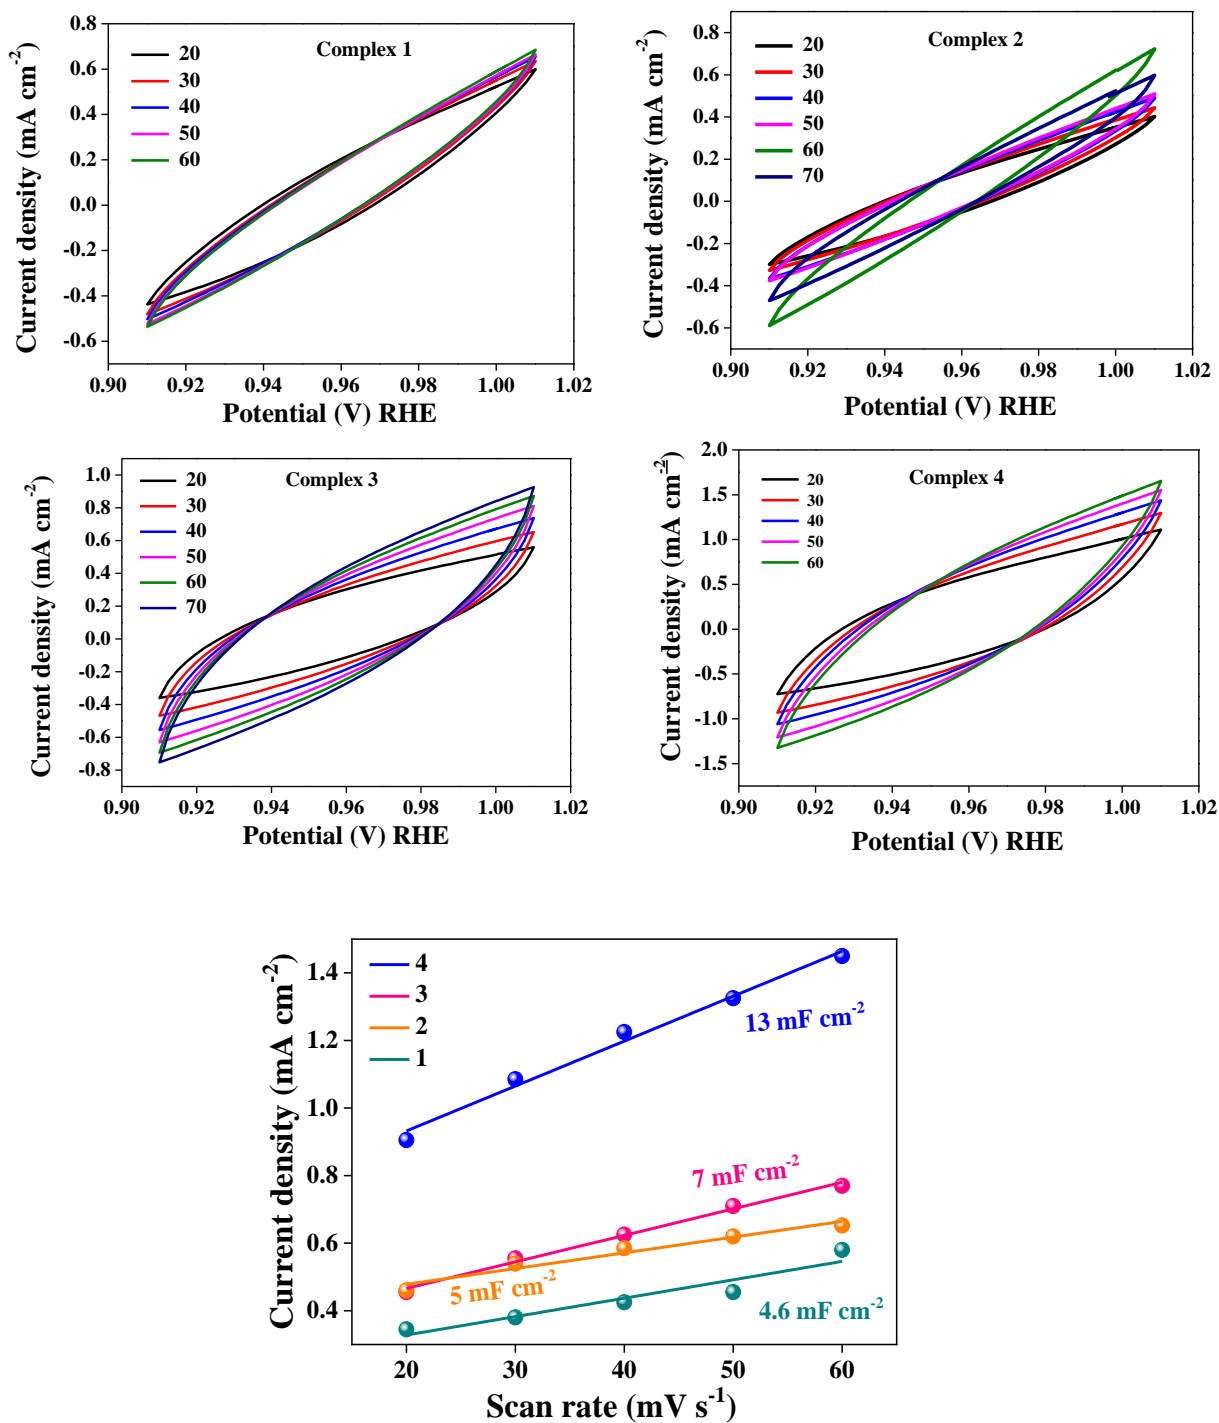 Complex 1
20
30
40
50
60
0.8
0.6
0.4
0.2
0.0
-0.2
-0.4
-0.6
Current density (mA cm-2)
0.90 0.92 0.94 0.96 0.98 1.00 1.02
Potential (V) RHE
Complex 2
20
30
40
50
60
70
0.8
0.6
0.4
0.2
0.0
-0.2
-0.4
-0.6
Current density (mA cm-2)
0.90 0.92 0.94 0.96 0.98 1.00 1.02
Potential (V) RHE
Complex 3
20
30
40
50
60
70
1.0
0.8
0.6
0.4
0.2
0.0
-0.2
-0.4
-0.6
-0.8
Current density (mA cm-2)
0.90 0.92 0.94 0.96 0.98 1.00 1.02
Potential (V) RHE
Complex 4
20
30
40
50
60
2.0
1.5
1.0
0.5
0.0
-0.5
-1.0
-1.5
Current density (mA cm-2)
0.90 0.92 0.94 0.96 0.98 1.00 1.02
Potential (V) RHE
4
3
2
1
1.4
1.2
1.0
0.8
0.6
0.4
Current density (mA cm-2)
13 mF cm-2
7 mF cm-2
5 mF cm-2
4.6 mF cm-2
20 30 40 50 60
Scan rate (mV s-1)